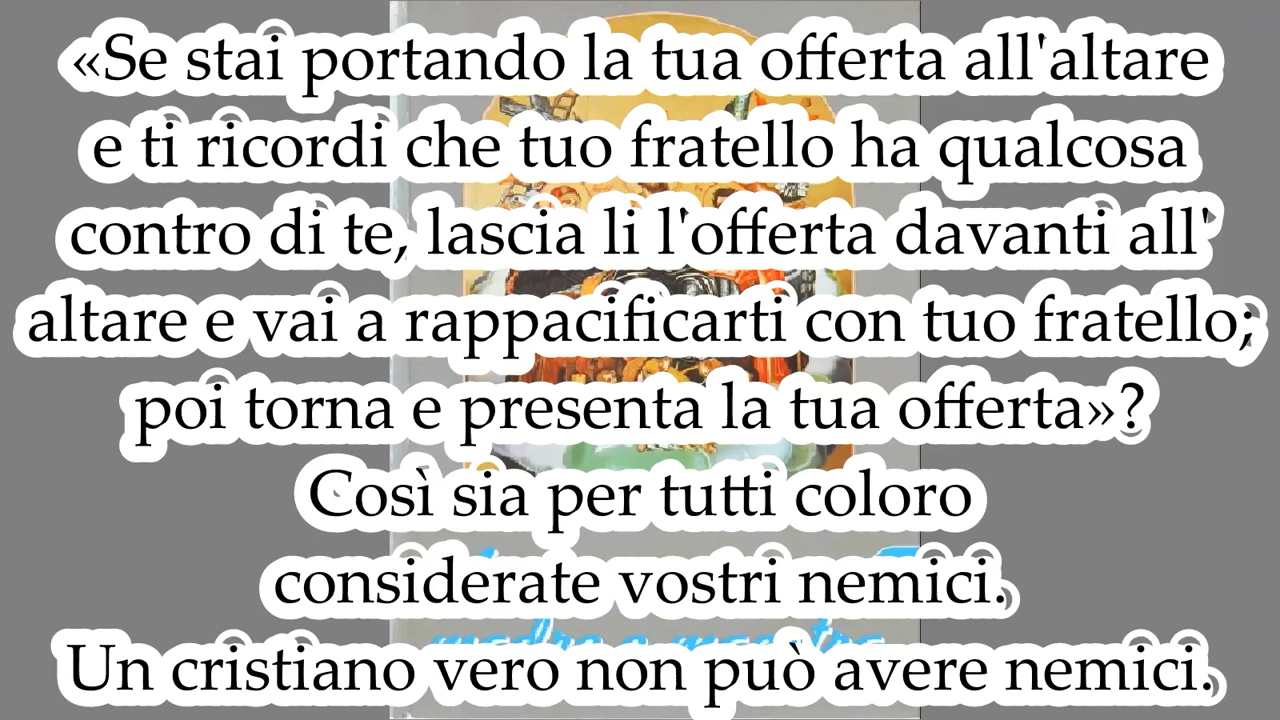 «Se stai portando la tua offerta all'altare
e ti ricordi che tuo fratello ha qualcosa
contro di te, lascia li l'offerta davanti all'
altare e vai a rappacificarti con tuo fratello;
poi torna e presenta la tua offerta»?
Così sia per tutti coloro
considerate vostri nemici.
Un cristiano vero non può avere nemici.